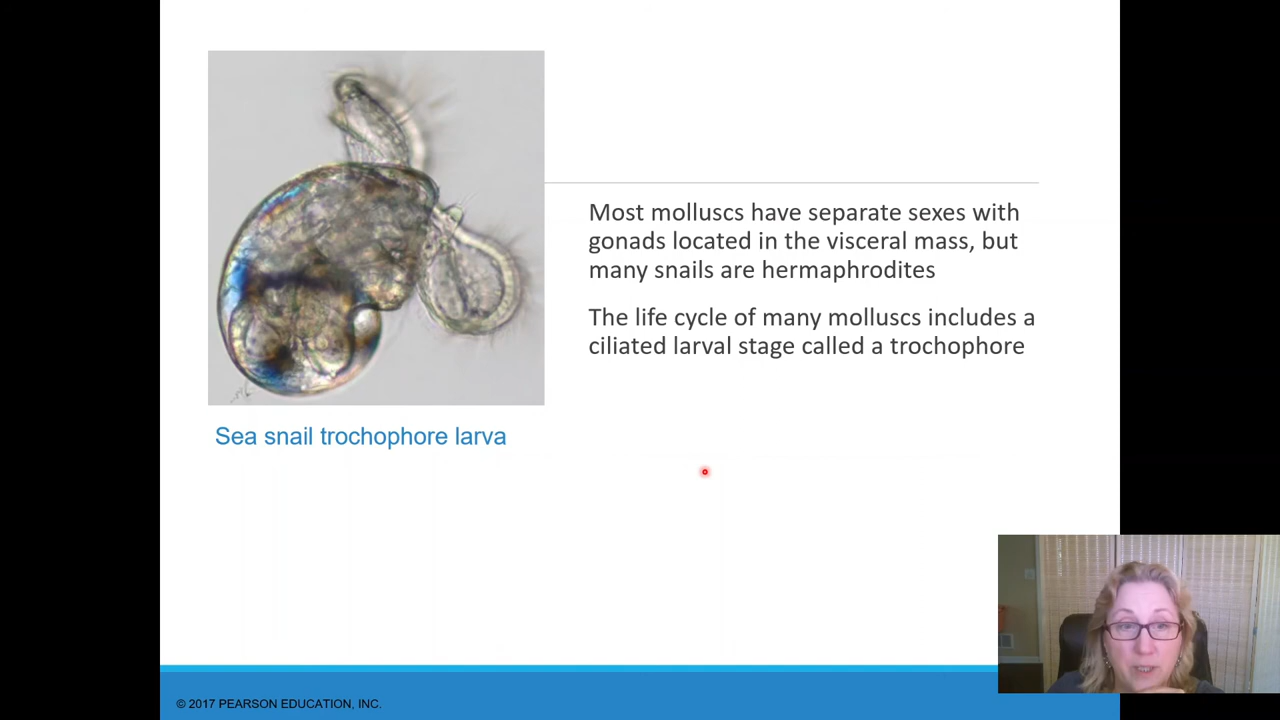 Most molluscs have separate sexes with
gonads located in the visceral mass, but
many snails are hermaphrodites
The life cycle of many molluscs includes a
ciliated larval stage called a trochophore
Sea snail trochophore larva
© 2017 PEARSON EDUCATION, INC.